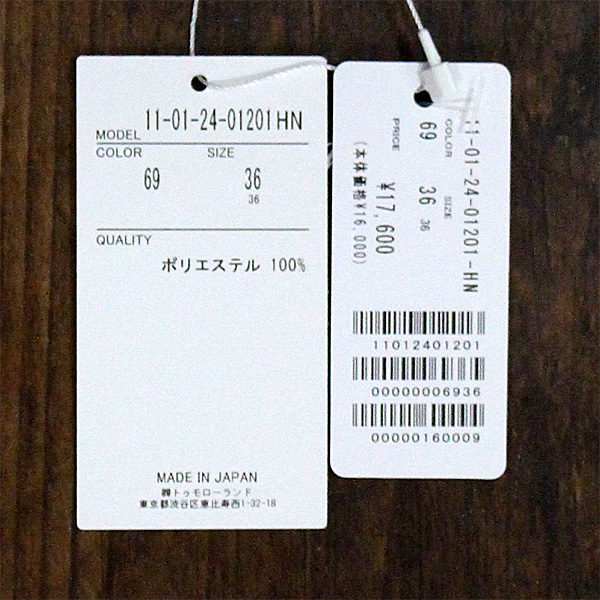 MODEL 11-01-24-01201HN
COLOR SIZE
69 36
36
QUALITY
ポリエステル 100%
MADE IN JAPAN
㈱トゥモローランド
東京都渋谷区恵比寿西1-32-18
11-01-24-01201-HN
COLOR SIZE
69 36 36
PRICE ¥17,600
(本体価格¥16,000)
11012401201
00000006936
00000160009